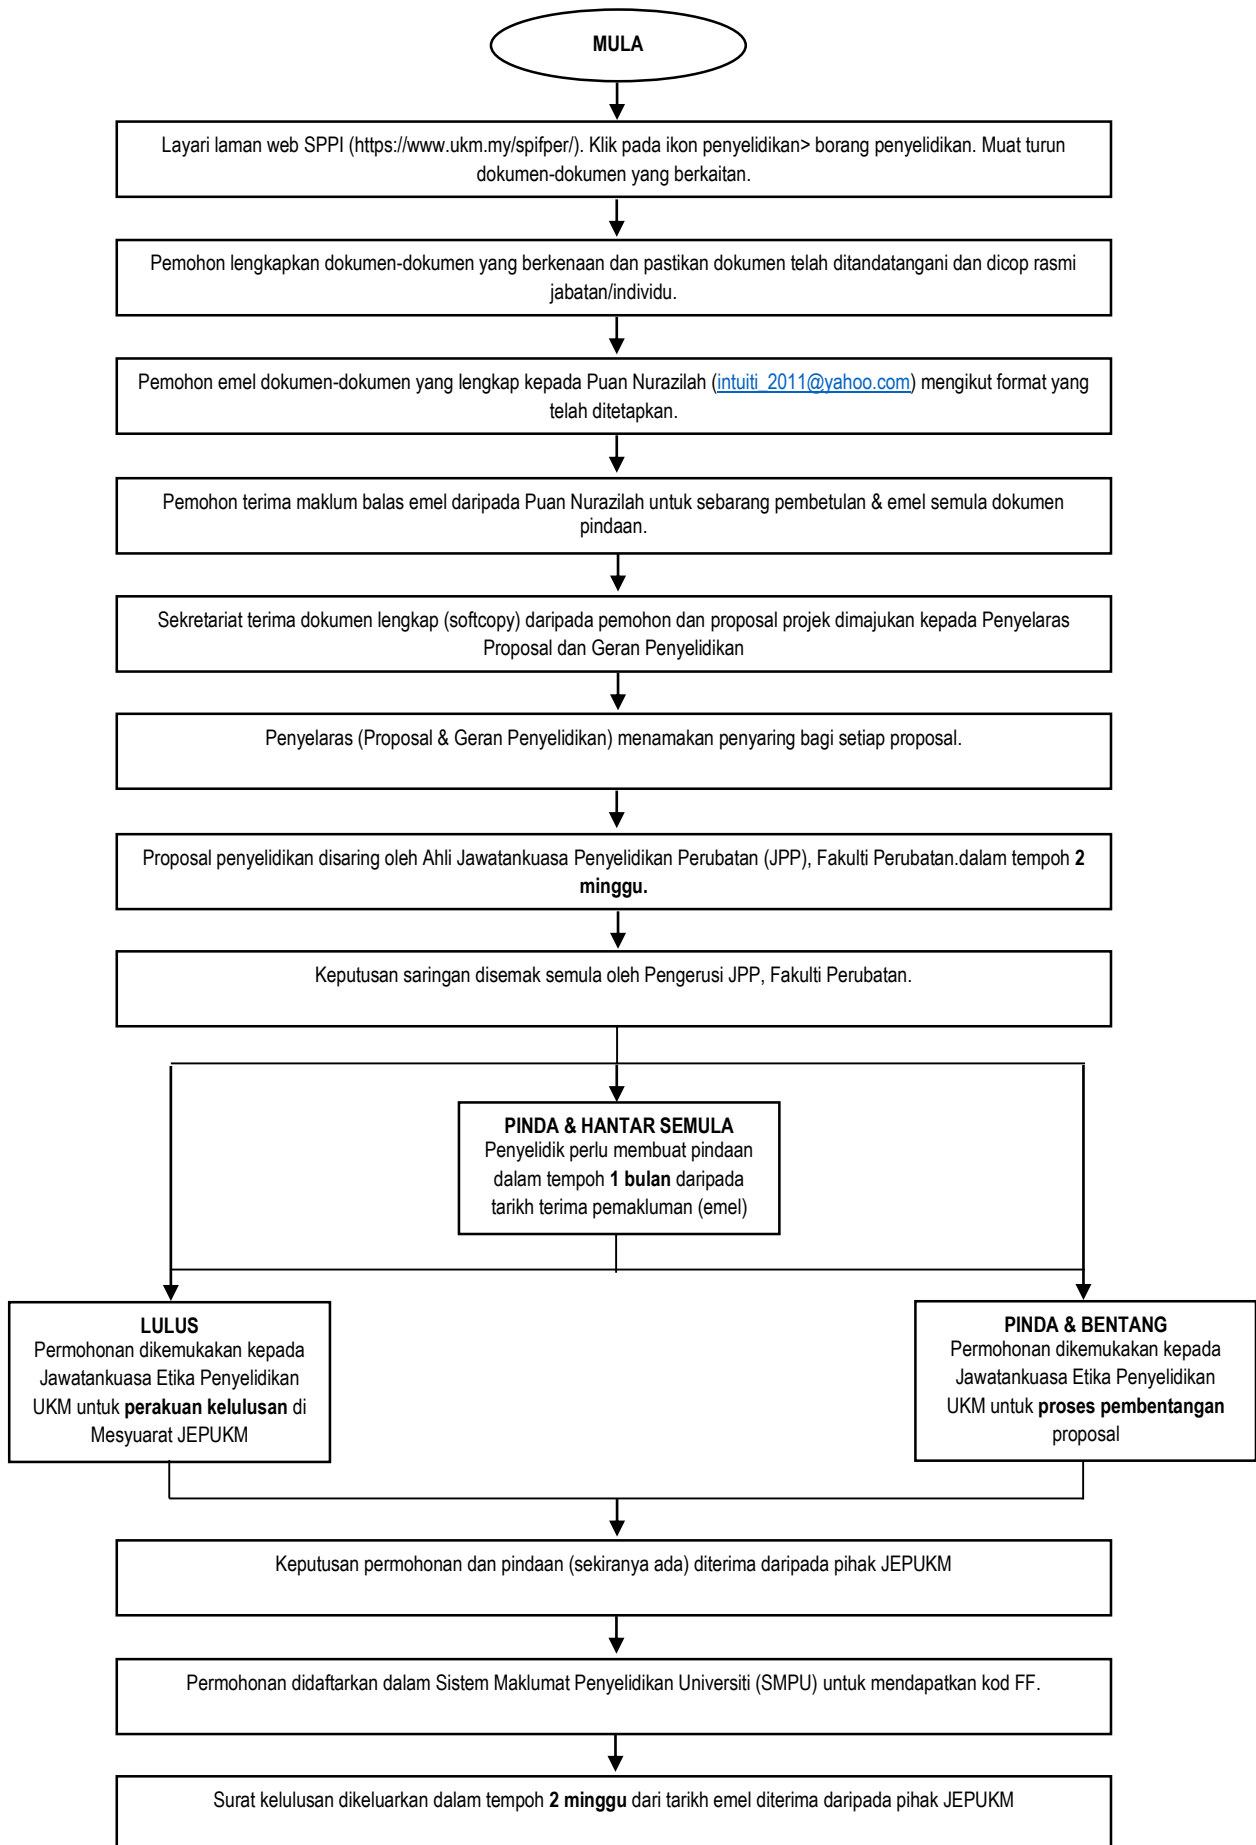 MULA
Layari laman web SPPI (https://www.ukm.my/spifper/). Klik pada ikon penyelidikan> borang penyelidikan. Muat turun
dokumen-dokumen yang berkaitan.
Pemohon lengkapkan dokumen-dokumen yang berkenaan dan pastikan dokumen telah ditandatangani dan dicop rasmi
jabatan/individu.
Pemohon emel dokumen-dokumen yang lengkap kepada Puan Nurazilah (intuiti_2011@yahoo.com) mengikut format yang
telah ditetapkan.
Pemohon terima maklum balas emel daripada Puan Nurazilah untuk sebarang pembetulan & emel semula dokumen
pindaan.
Sekretariat terima dokumen lengkap (softcopy) daripada pemohon dan proposal projek dimajukan kepada Penyelaras
Proposal dan Geran Penyelidikan
Penyelaras (Proposal & Geran Penyelidikan) menamakan penyaring bagi setiap proposal.
Proposal penyelidikan disaring oleh Ahli Jawatankuasa Penyelidikan Perubatan (JPP), Fakulti Perubatan.dalam tempoh 2
minggu.
Keputusan saringan disemak semula oleh Pengerusi JPP, Fakulti Perubatan.
PINDA & HANTAR SEMULA
Penyelidik perlu membuat pindaan
dalam tempoh 1 bulan daripada
tarikh terima pemakluman (emel)
LULUS
Permohonan dikemukakan kepada
Jawatankuasa Etika Penyelidikan
UKM untuk perakuan kelulusan di
Mesyuarat JEPUKM
PINDA & BENTANG
Permohonan dikemukakan kepada
Jawatankuasa Etika Penyelidikan
UKM untuk proses pembentangan
proposal
Keputusan permohonan dan pindaan (sekiranya ada) diterima daripada pihak JEPUKM
Permohonan didaftarkan dalam Sistem Maklumat Penyelidikan Universiti (SMPU) untuk mendapatkan kod FF.
Surat kelulusan dikeluarkan dalam tempoh 2 minggu dari tarikh emel diterima daripada pihak JEPUKM